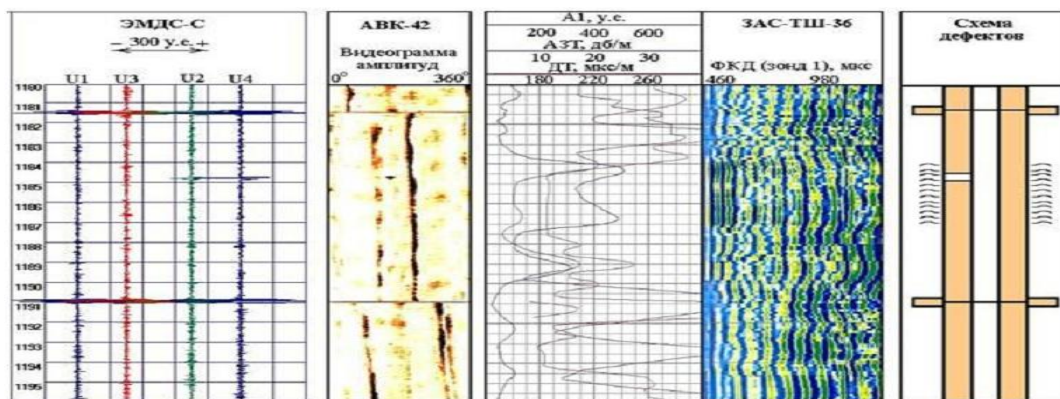 ЭМДС-С
– 300 у.е. +
U1 U3 U2 U4
1160
1181
1182
1183
1184
1185
1186
1187
1188
1189
1190
1191
1192
1193
1194
1195
АВК-42
Видеограмма
амплитуд
0° 360°
А1, у.е.
200 400 600
АЗТ, дб/м
10 20 30
ДТ, мкс/м
180 220 260
ЗАС-ТШ-36
ФКД (зонд 1), мкс
460 980
Схема
дефектов